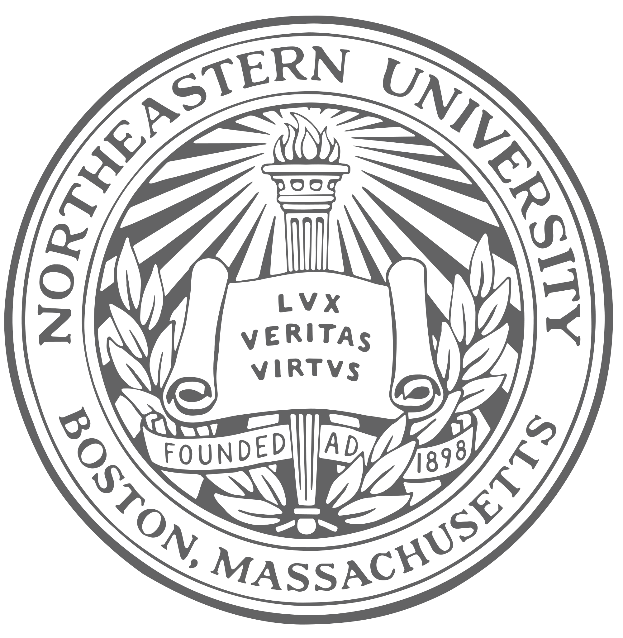 NORTHEASTERN UNIVERSITY
LVX
VERITAS
VIRTVS
FOUNDED AD 1898
BOSTON, MASSACHUSETTS